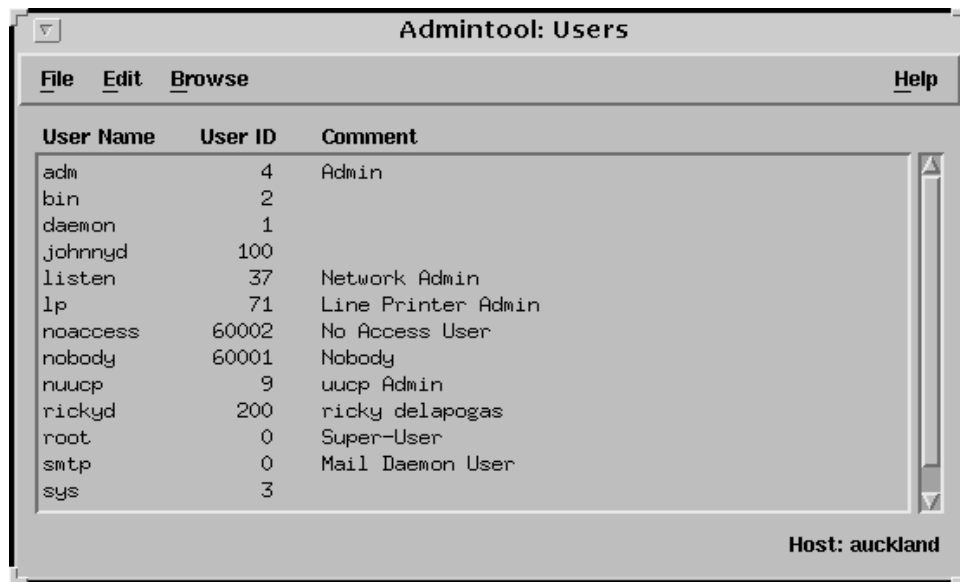 Admintool: Users
File Edit Browse Help
User Name User ID Comment
adm 4 Admin
bin 2
daemon 1
johnnyd 100
listen 37 Network Admin
lp 71 Line Printer Admin
noaccess 60002 No Access User
nobody 60001 Nobody
nuucp 9 uucp Admin
rickyd 200 ricky delapogas
root 0 Super-User
smtp 0 Mail Daemon User
sys 3
Host: auckland